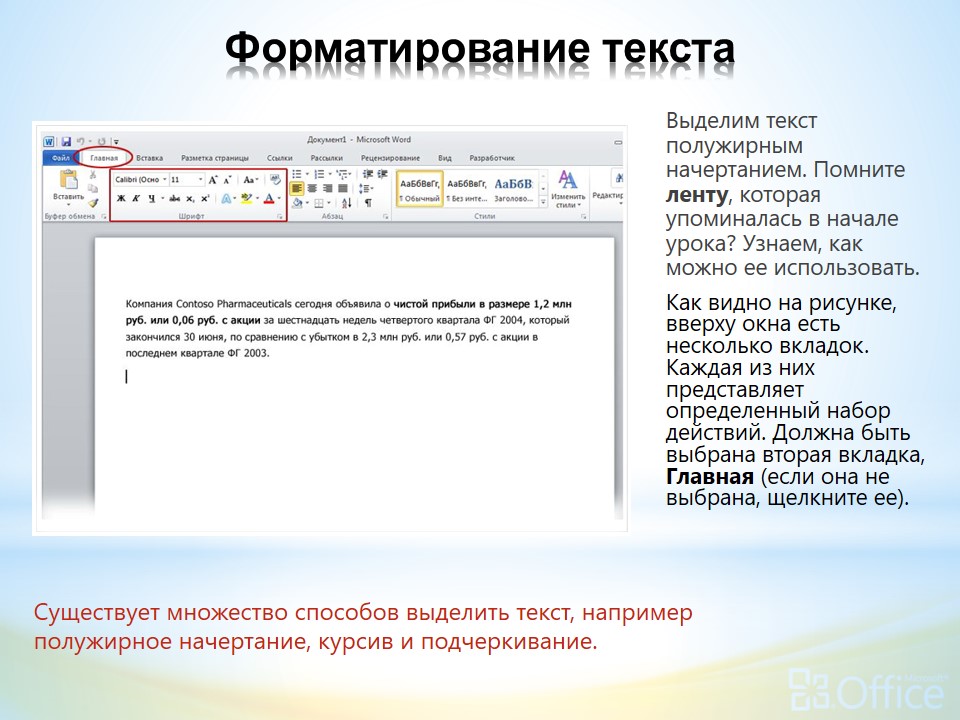 Форматирование текста
Выделим текст
полужирным
начертанием. Помните
ленту, которая
упоминалась в начале
урока? Узнаем, как
можно ее использовать.
Как видно на рисунке,
вверху окна есть
несколько вкладок.
Каждая из них
представляет
определенный набор
действий. Должна быть
выбрана вторая вкладка,
Главная (если она не
выбрана, щелкните ее).
Документ1 - Microsoft Word
Файл Главная Вставка Разметка страницы Ссылки Рассылки Рецензирование Вид Разработчик
Calibri (Осно 11
Вставить
Ж К Ч
АаБбВвГг, АаБбВвГг, АаБбВ
¶ Обычный ¶ Без инте... Заголово...
Изменить
стили
Редактир
Буфер обмена Шрифт Абзац Стили
Компания Contoso Pharmaceuticals сегодня объявила о чистой прибыли в размере 1,2 млн
руб. или 0,06 руб. с акции за шестнадцать недель четвертого квартала ФГ 2004, который
закончился 30 июня, по сравнению с убытком в 2,3 млн руб. или 0,57 руб. с акции в
последнем квартале ФГ 2003.
Существует множество способов выделить текст, например
полужирное начертание, курсив и подчеркивание.
Microsoft
Office